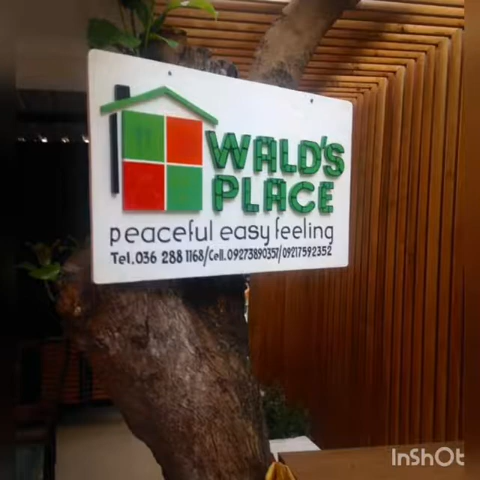 WALD'S
PLACE
peaceful easy feeling
Tel.036 288 1168/Cell.09273890357/09217592352
InShOt